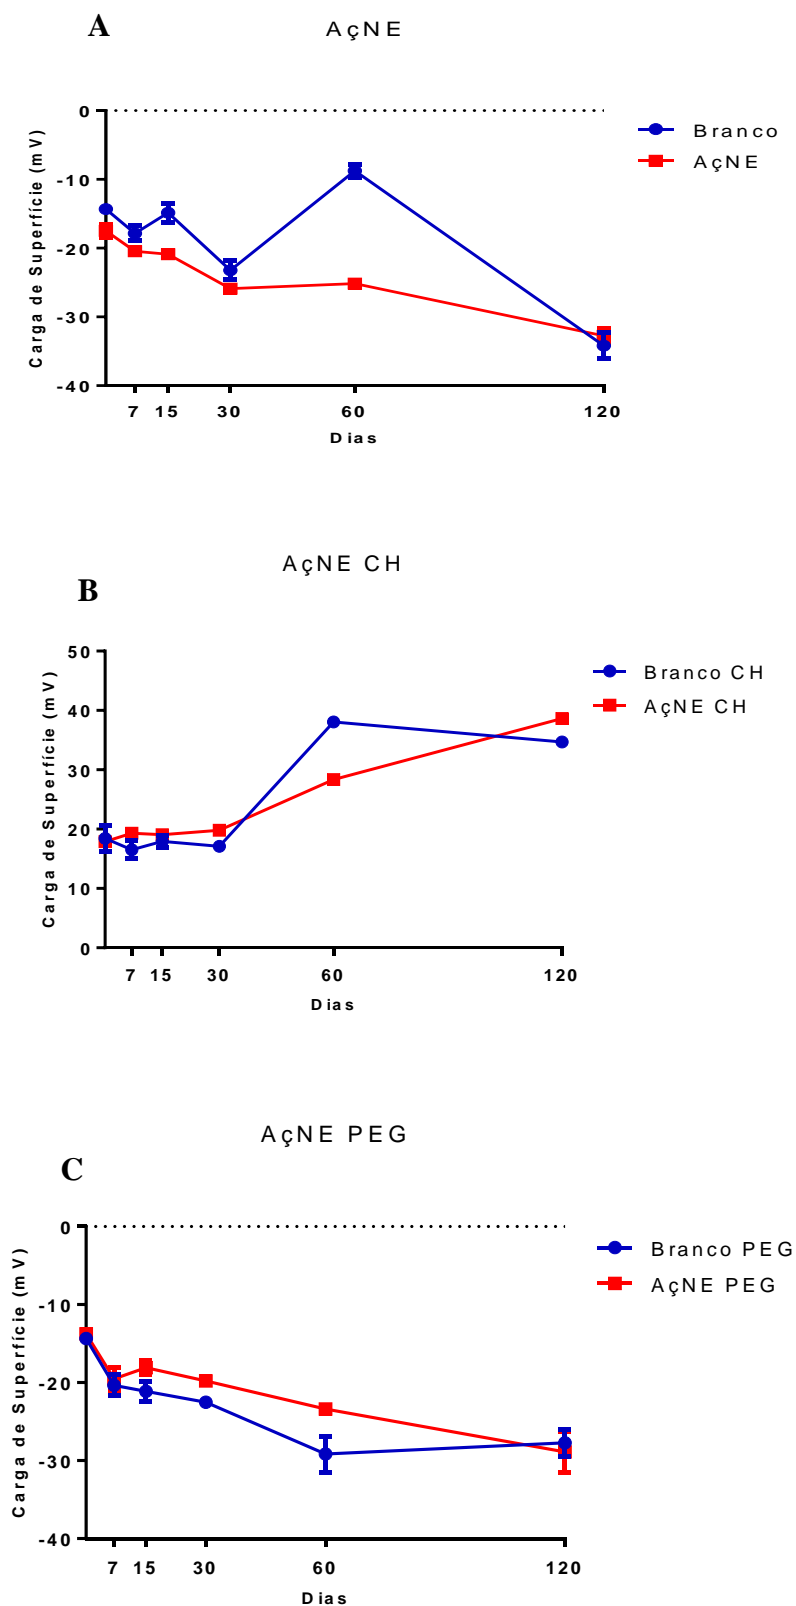 A
AçNE
0
-10
-20
-30
-40
Carga de Superfície (mV)
7 15 30 60 120
Dias
Branco
AçNE
AçNE CH
B
50
40
30
20
10
0
Carga de Superfície (mV)
7 15 30 60 120
Dias
Branco CH
AçNE CH
AçNE PEG
C
0
-10
-20
-30
-40
Carga de Superfície (mV)
7 15 30 60 120
Dias
Branco PEG
AçNE PEG